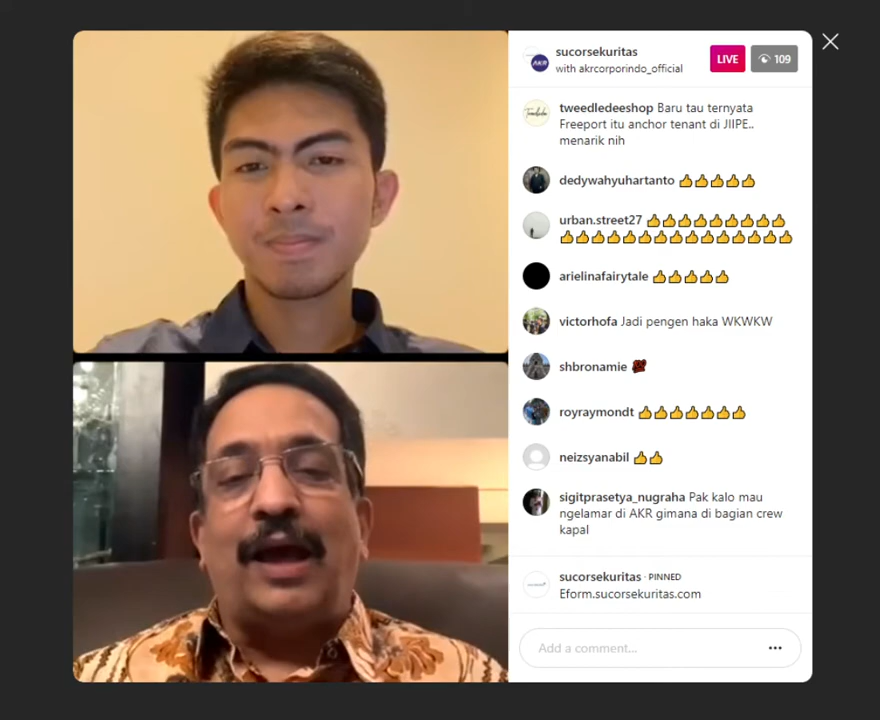 sucorsekuritas
with akrcorporindo_official
LIVE
109
tweedledeeshop Baru tau ternyata
Freeport itu anchor tenant di JIIPE..
menarik nih
dedywahyuhartanto 👍👍👍👍👍
urban.street27 👍👍👍👍👍👍👍👍👍
👍👍👍👍👍👍👍👍👍👍👍👍👍👍👍
arielinafairytale 👍👍👍👍👍
victorhofa Jadi pengen haka WKWKW
shbronamie 💯
royraymondt 👍👍👍👍👍👍👍
neizsyanabil 👍👍
sigitprasetya_nugraha Pak kalo mau
ngelamar di AKR gimana di bagian crew
kapal
sucorsekuritas · PINNED
Eform.sucorsekuritas.com
Add a comment...